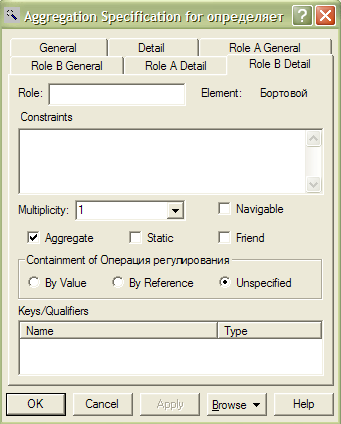 Aggregation Specification for определяет
General Detail Role A General
Role B General Role A Detail Role B Detail
Role: Element: Бортовой
Constraints
Multiplicity: 1 Navigable
Aggregate Static Friend
Containment of Операция регулирования
By Value By Reference Unspecified
Keys/Qualifiers
Name Type
OK Cancel Apply Browse Help